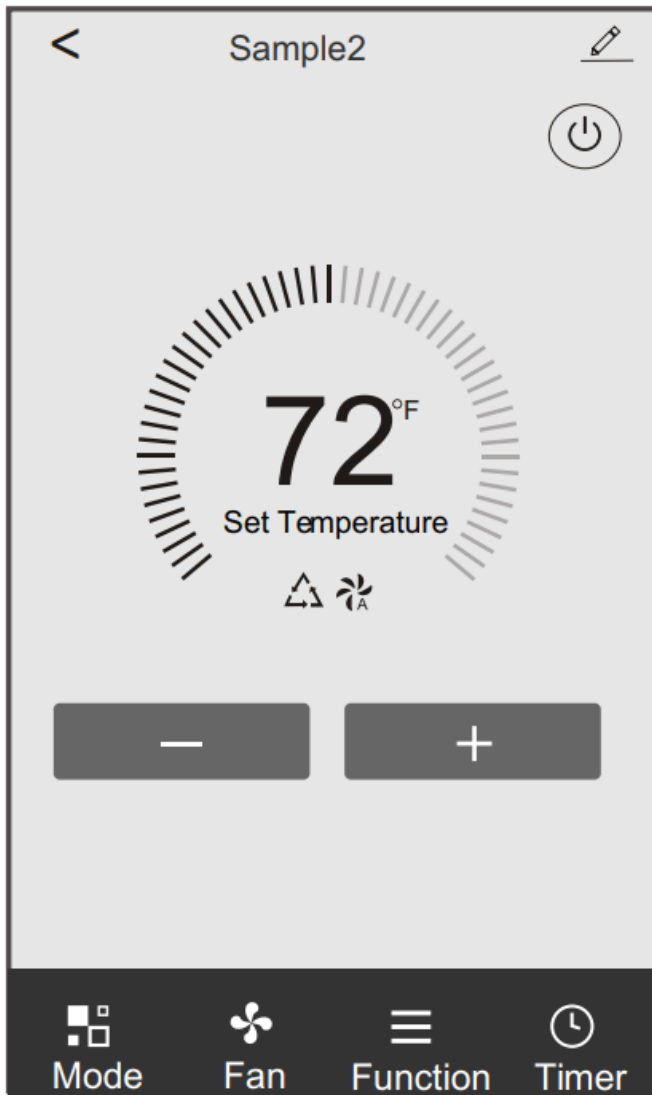 < Sample2
72°F
Set Temperature
A
− +
Mode Fan Function Timer